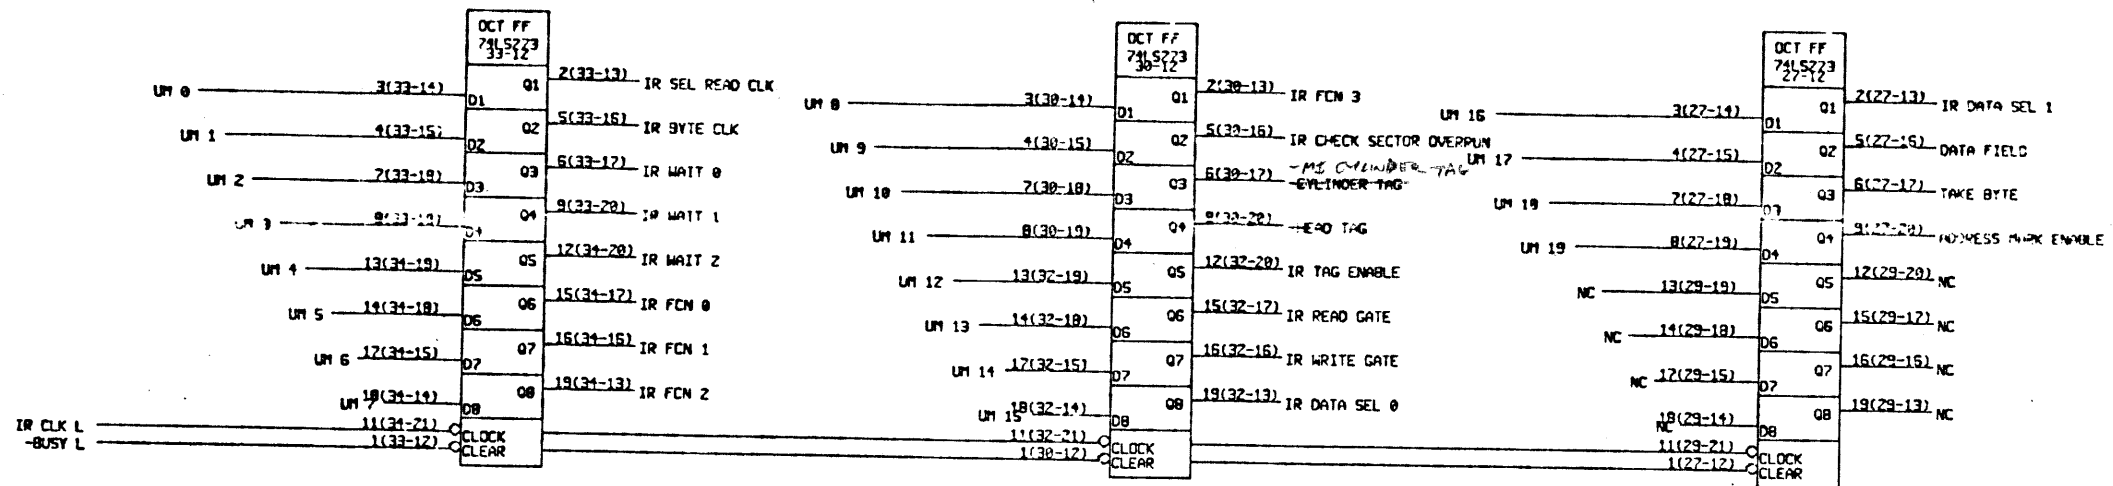 OCT FF
74LS273
33-12
UM 0 3(33-14) D1 Q1 2(33-13) IR SEL READ CLK
UM 1 4(33-15) D2 Q2 5(33-16) IR BYTE CLK
UM 2 7(33-18) D3 Q3 6(33-17) IR WAIT 0
UM 3 8(33-19) D4 Q4 9(33-20) IR WAIT 1
UM 4 13(34-19) D5 Q5 12(34-20) IR WAIT 2
UM 5 14(34-18) D6 Q6 15(34-17) IR FCN 0
UM 6 17(34-15) D7 Q7 16(34-16) IR FCN 1
UM 7 18(34-14) D8 Q8 19(34-13) IR FCN 2
IR CLK L 11(34-21) CLOCK
-BUSY L 1(33-12) CLEAR
OCT FF
74LS273
30-12
UM 8 3(30-14) D1 Q1 2(30-13) IR FCN 3
UM 9 4(30-15) D2 Q2 5(30-16) IR CHECK SECTOR OVERRUN
-MI CYLINDER TAG
UM 10 7(30-18) D3 Q3 6(30-17) -CYLINDER TAG
UM 11 8(30-19) D4 Q4 9(30-20) -HEAD TAG
UM 12 13(32-19) D5 Q5 12(32-20) IR TAG ENABLE
UM 13 14(32-18) D6 Q6 15(32-17) IR READ GATE
UM 14 17(32-15) D7 Q7 16(32-16) IR WRITE GATE
UM 15 18(32-14) D8 Q8 19(32-13) IR DATA SEL 0
11(32-21) CLOCK
1(30-12) CLEAR
OCT FF
74LS273
27-12
UM 16 3(27-14) D1 Q1 2(27-13) IR DATA SEL 1
UM 17 4(27-15) D2 Q2 5(27-16) DATA FIELD
UM 18 7(27-18) D3 Q3 6(27-17) TAKE BYTE
UM 19 8(27-19) D4 Q4 9(27-20) ADDRESS MARK ENABLE
NC 13(29-19) D5 Q5 12(29-20) NC
NC 14(29-18) D6 Q6 15(29-17) NC
NC 17(29-15) D7 Q7 16(29-16) NC
NC 18(29-14) D8 Q8 19(29-13) NC
11(29-21) CLOCK
1(27-12) CLEAR